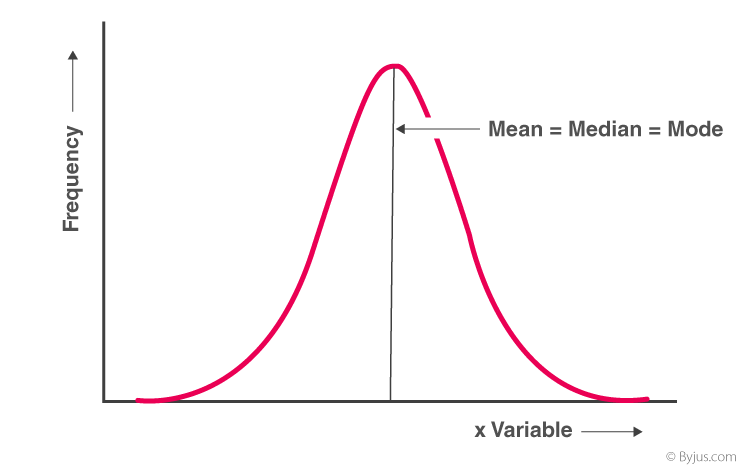 Frequency
Mean = Median = Mode
x Variable
© Byjus.com